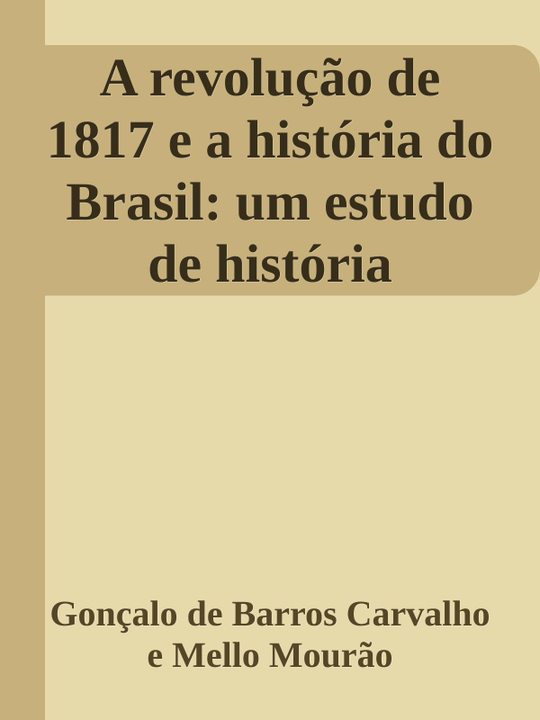 A revolução de
1817 e a história do
Brasil: um estudo
de história
Gonçalo de Barros Carvalho
e Mello Mourão